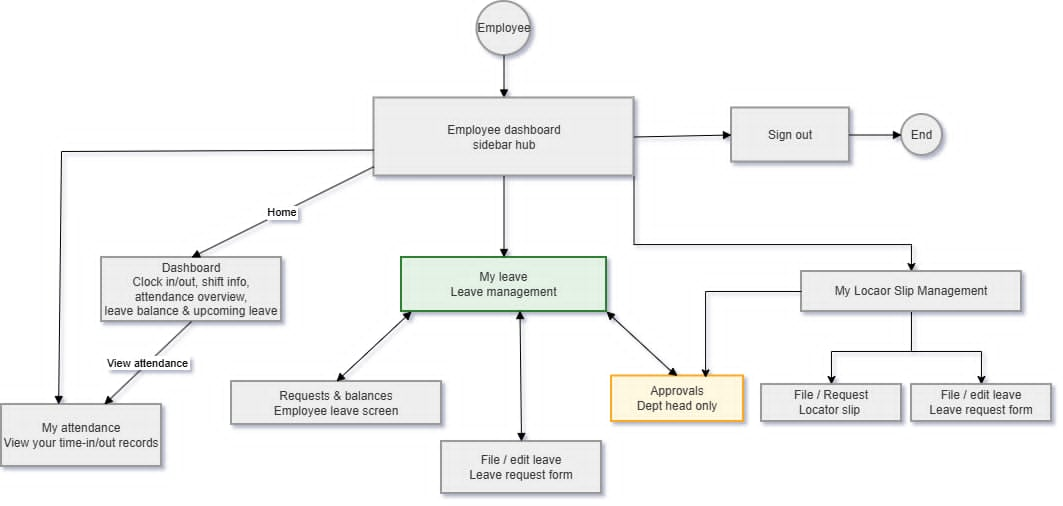 Employee
Employee dashboard
sidebar hub
Sign out
End
Home
Dashboard
Clock in/out, shift info,
attendance overview,
leave balance & upcoming leave
My leave
Leave management
My Locaor Slip Management
View attendance
Requests & balances
Employee leave screen
Approvals
Dept head only
File / Request
Locator slip
File / edit leave
Leave request form
My attendance
View your time-in/out records
File / edit leave
Leave request form